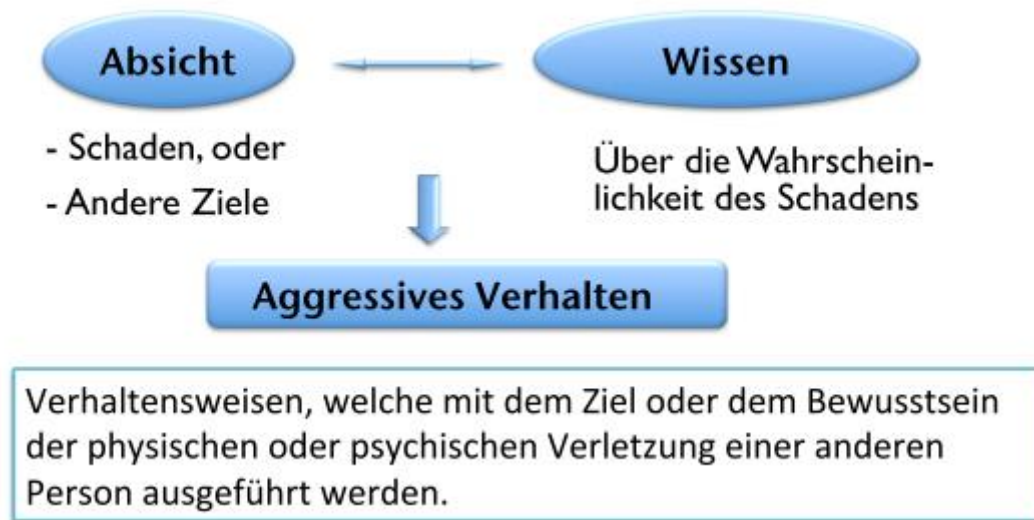 Absicht
Wissen
- Schaden, oder
- Andere Ziele
Über die Wahrschein-
lichkeit des Schadens
Aggressives Verhalten
Verhaltensweisen, welche mit dem Ziel oder dem Bewusstsein
der physischen oder psychischen Verletzung einer anderen
Person ausgeführt werden.